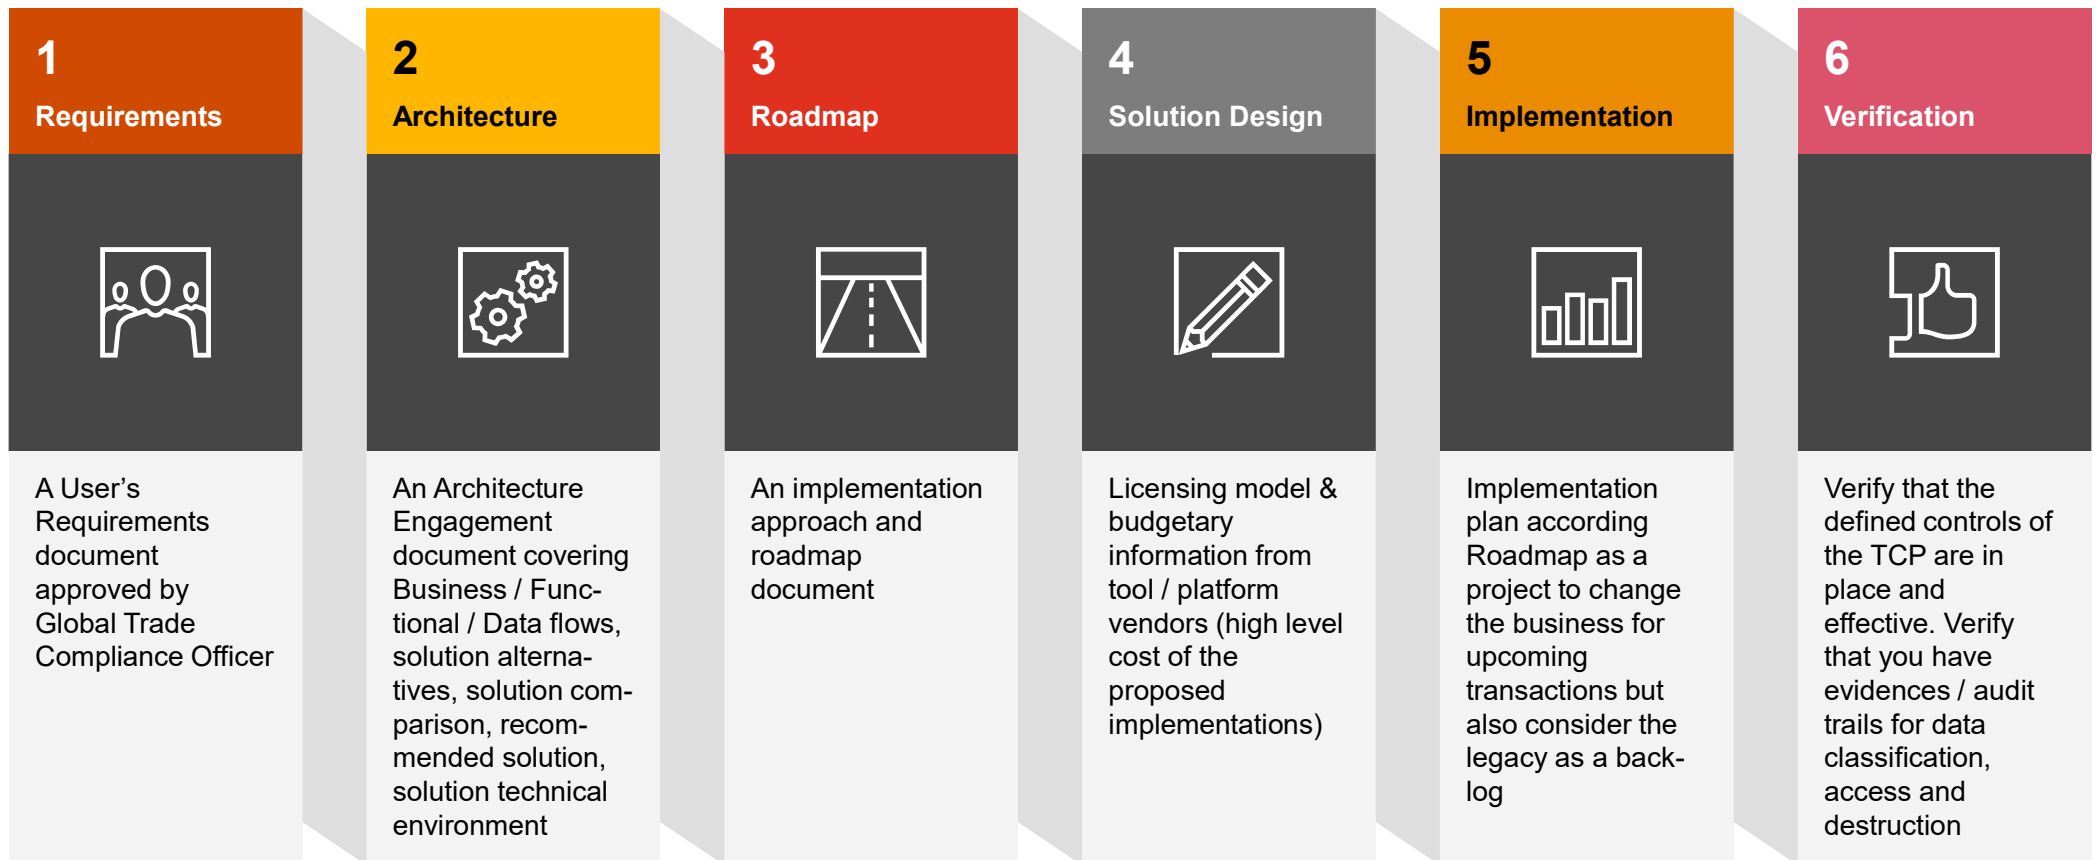 1
Requirements
A User’s
Requirements
document
approved by
Global Trade
Compliance Officer
2
Architecture
An Architecture
Engagement
document covering
Business / Func-
tional / Data flows,
solution alterna-
tives, solution com-
parison, recom-
mended solution,
solution technical
environment
3
Roadmap
An implementation
approach and
roadmap
document
4
Solution Design
Licensing model &
budgetary
information from
tool / platform
vendors (high level
cost of the
proposed
implementations)
5
Implementation
Implementation
plan according
Roadmap as a
project to change
the business for
upcoming
transactions but
also consider the
legacy as a back-
log
6
Verification
Verify that the
defined controls of
the TCP are in
place and
effective. Verify
that you have
evidences / audit
trails for data
classification,
access and
destruction